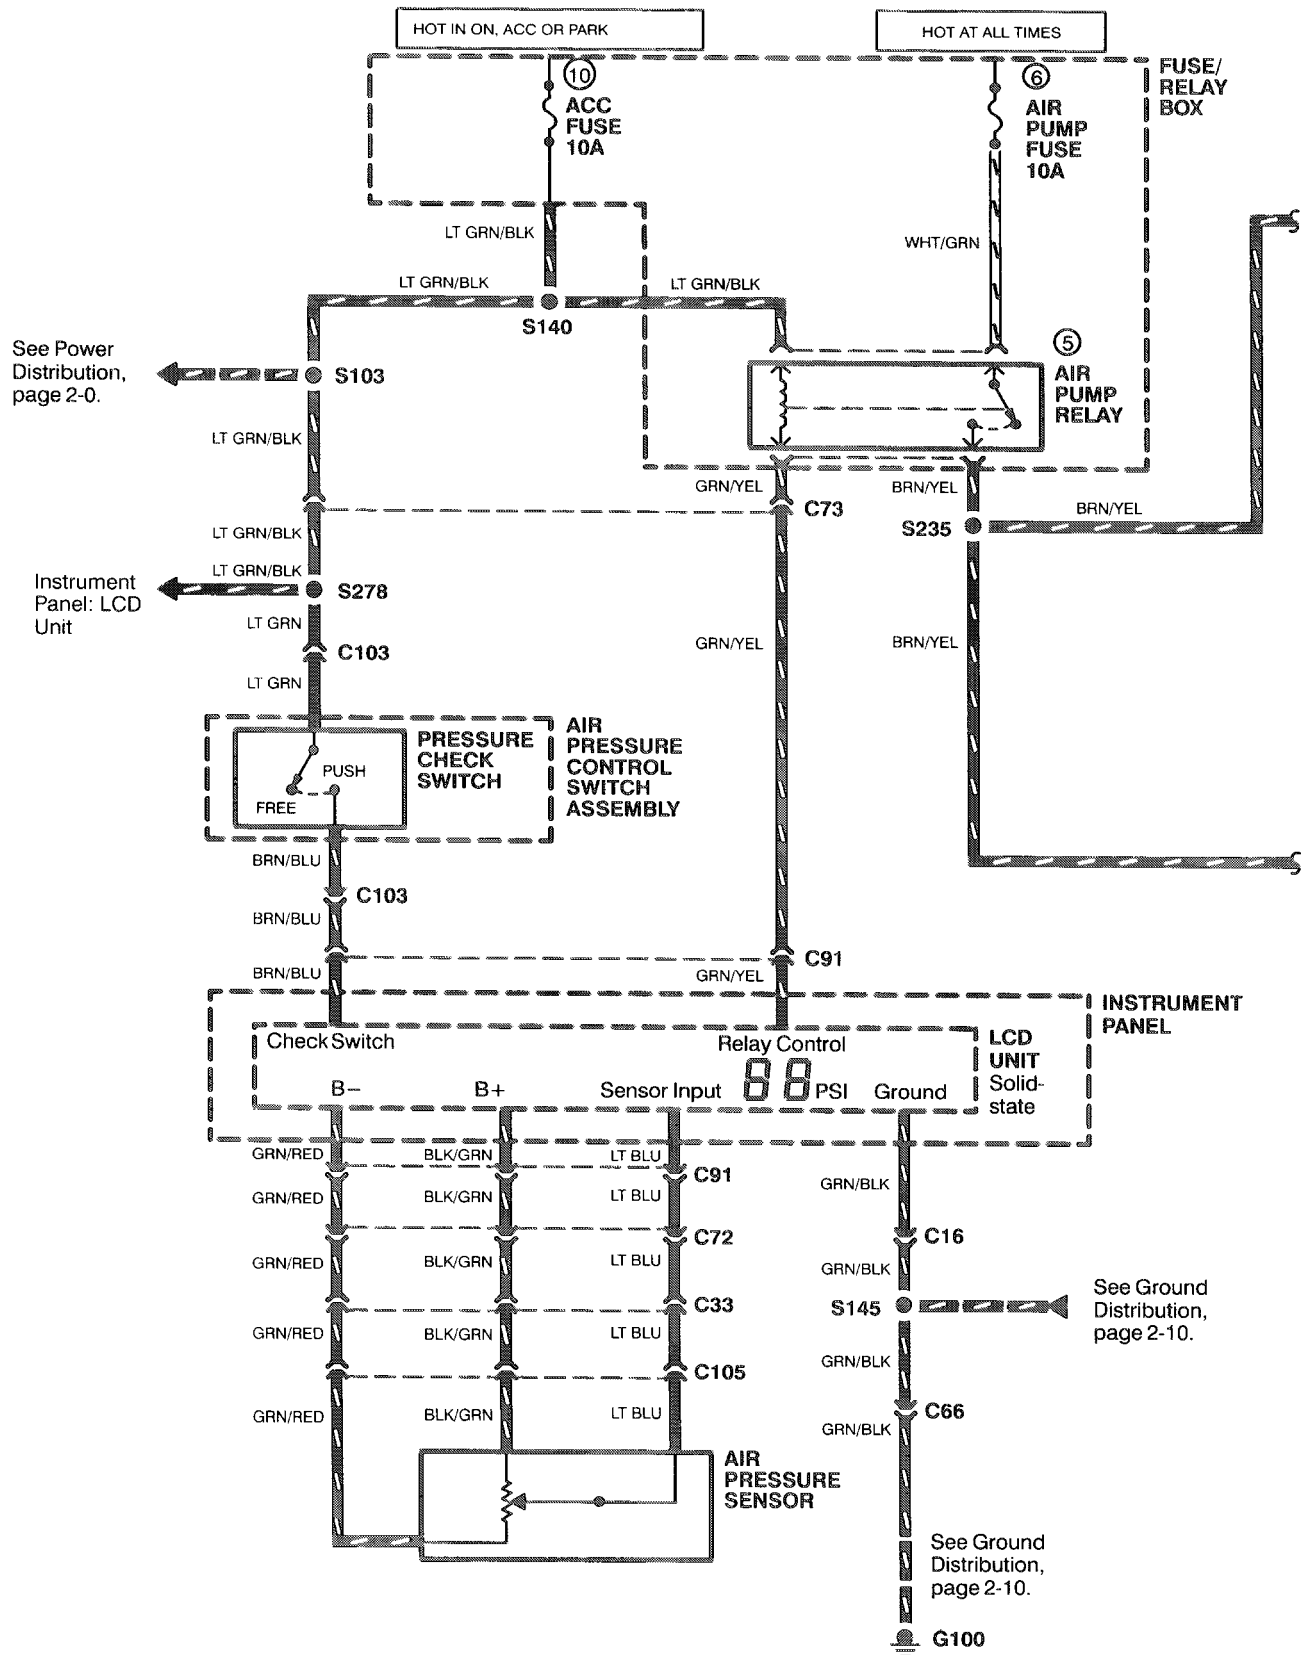 HOT IN ON, ACC OR PARK
HOT AT ALL TIMES
FUSE/
RELAY
BOX
10
ACC
FUSE
10A
6
AIR
PUMP
FUSE
10A
LT GRN/BLK
WHT/GRN
LT GRN/BLK
LT GRN/BLK
S140
See Power
Distribution,
page 2-0.
S103
5
AIR
PUMP
RELAY
LT GRN/BLK
GRN/YEL
BRN/YEL
C73
BRN/YEL
S235
LT GRN/BLK
LT GRN/BLK
Instrument
Panel: LCD
Unit
S278
LT GRN
C103
LT GRN
GRN/YEL
BRN/YEL
PRESSURE
CHECK
SWITCH
PUSH
FREE
AIR
PRESSURE
CONTROL
SWITCH
ASSEMBLY
BRN/BLU
C103
BRN/BLU
C91
BRN/BLU
GRN/YEL
INSTRUMENT
PANEL
Check Switch
Relay Control
LCD
UNIT
Solid-
state
B−
B+
Sensor Input
88 PSI
Ground
GRN/RED
BLK/GRN
LT BLU
C91
GRN/BLK
GRN/RED
BLK/GRN
LT BLU
C72
C16
GRN/RED
BLK/GRN
LT BLU
GRN/BLK
C33
S145
See Ground
Distribution,
page 2-10.
GRN/RED
BLK/GRN
LT BLU
GRN/BLK
C105
C66
GRN/RED
BLK/GRN
LT BLU
GRN/BLK
AIR
PRESSURE
SENSOR
See Ground
Distribution,
page 2-10.
G100